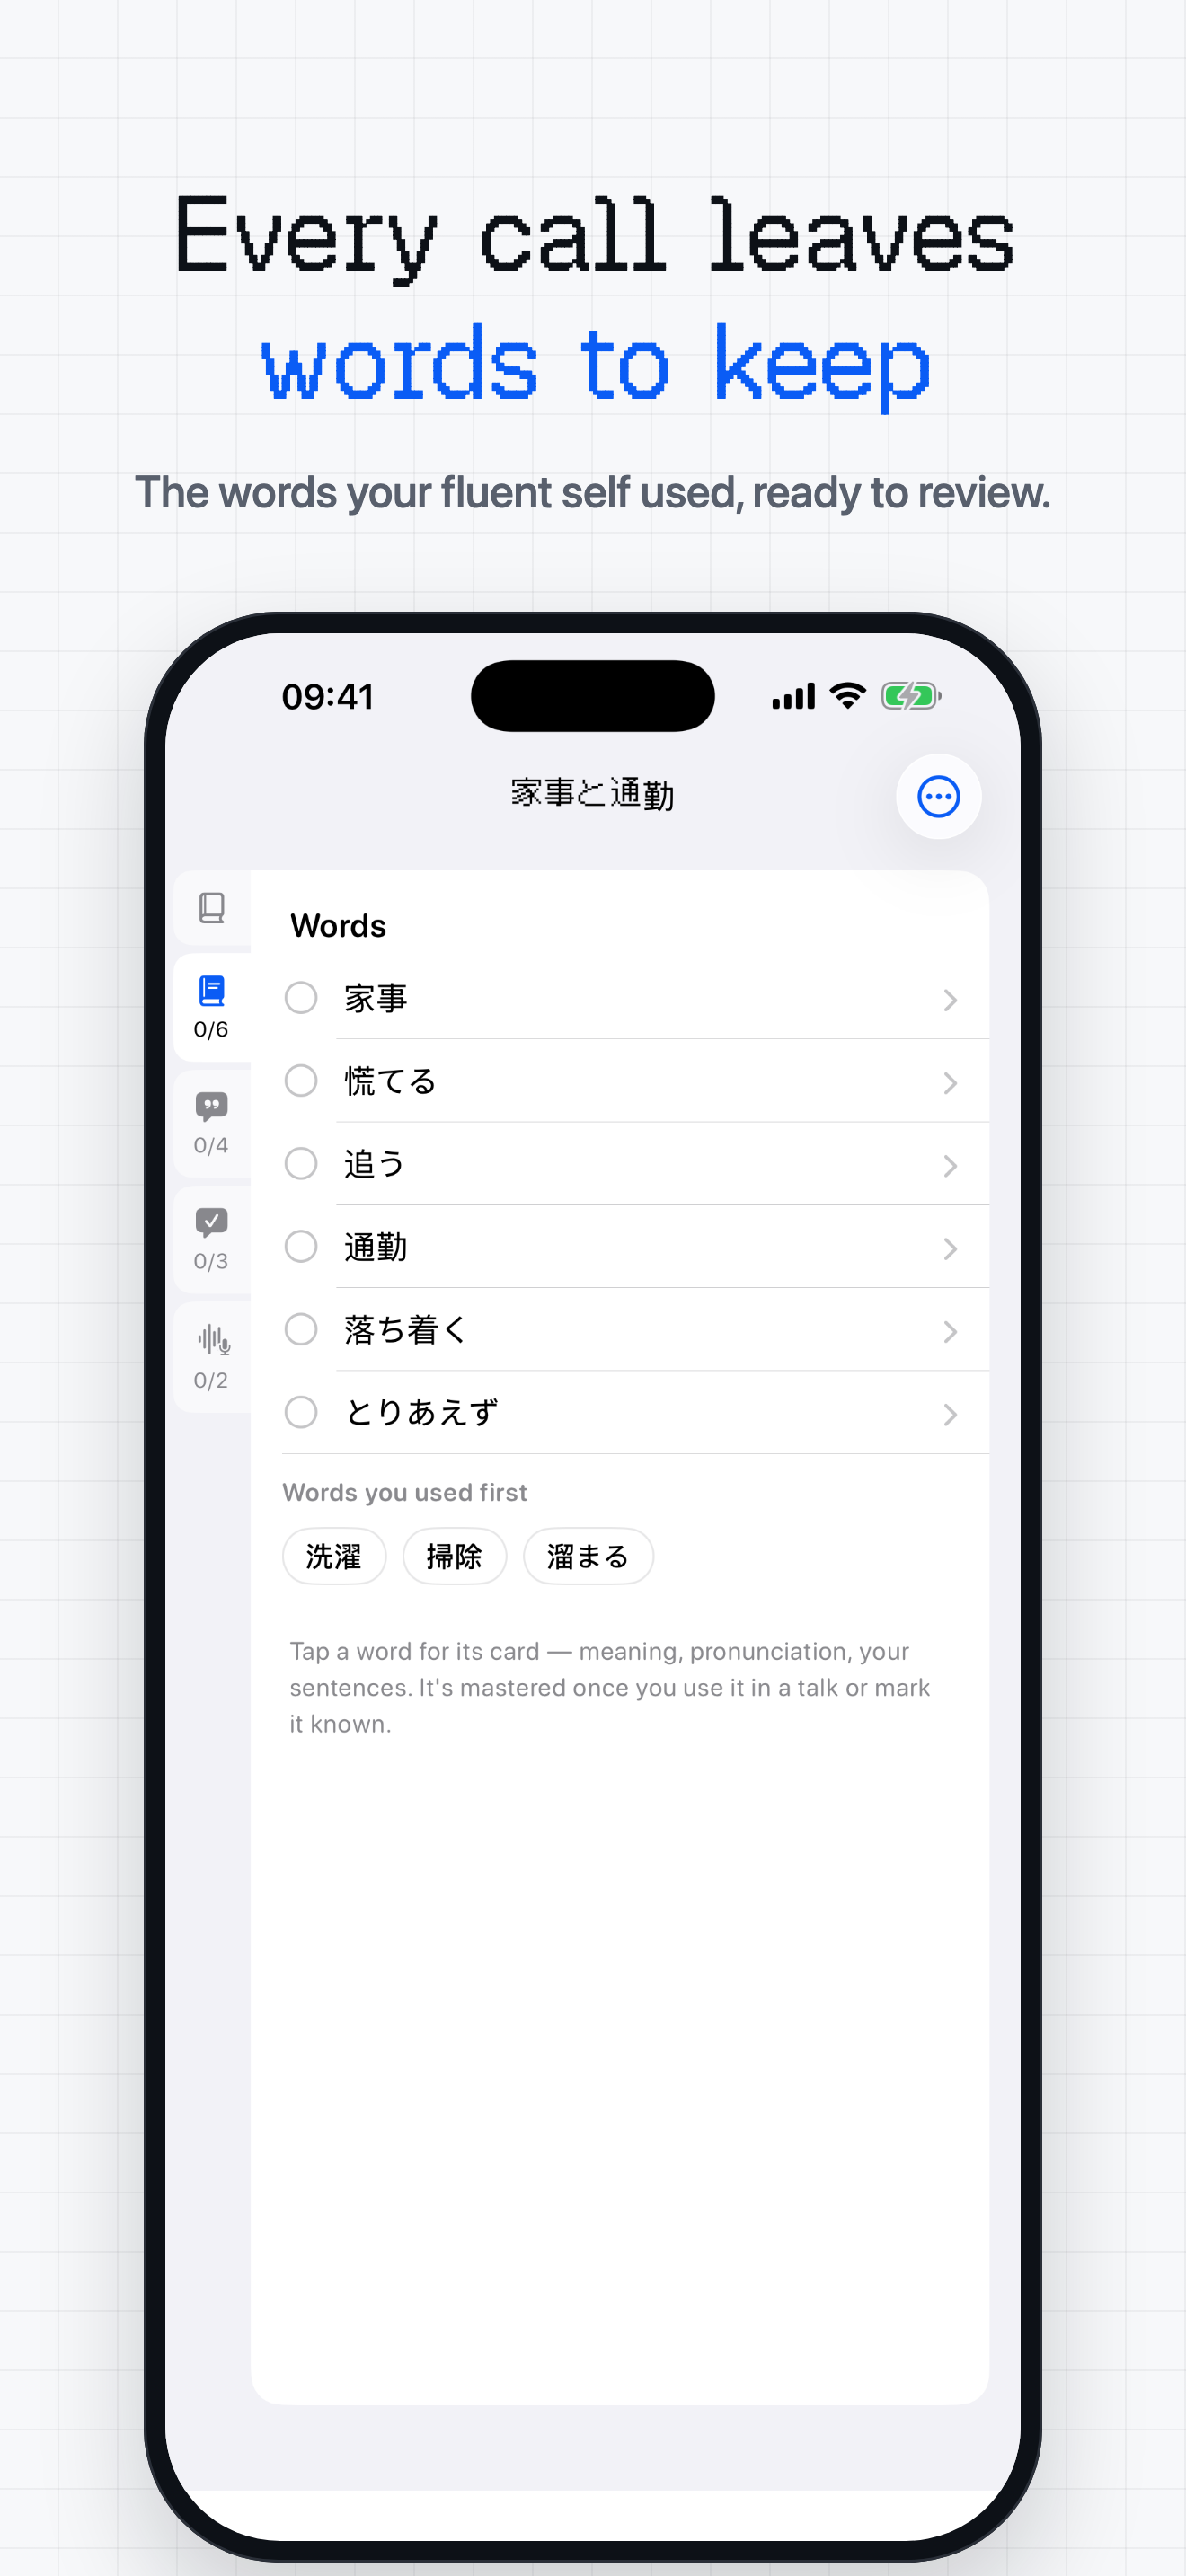 Every call leaves
words to keep
The words your fluent self used, ready to review.
09:41
家事と通勤
Words
家事
0/6
慌てる
0/4
追う
通勤
0/3
落ち着く
0/2
とりあえず
Words you used first
洗濯 掃除 溜まる
Tap a word for its card — meaning, pronunciation, your
sentences. It's mastered once you use it in a talk or mark
it known.